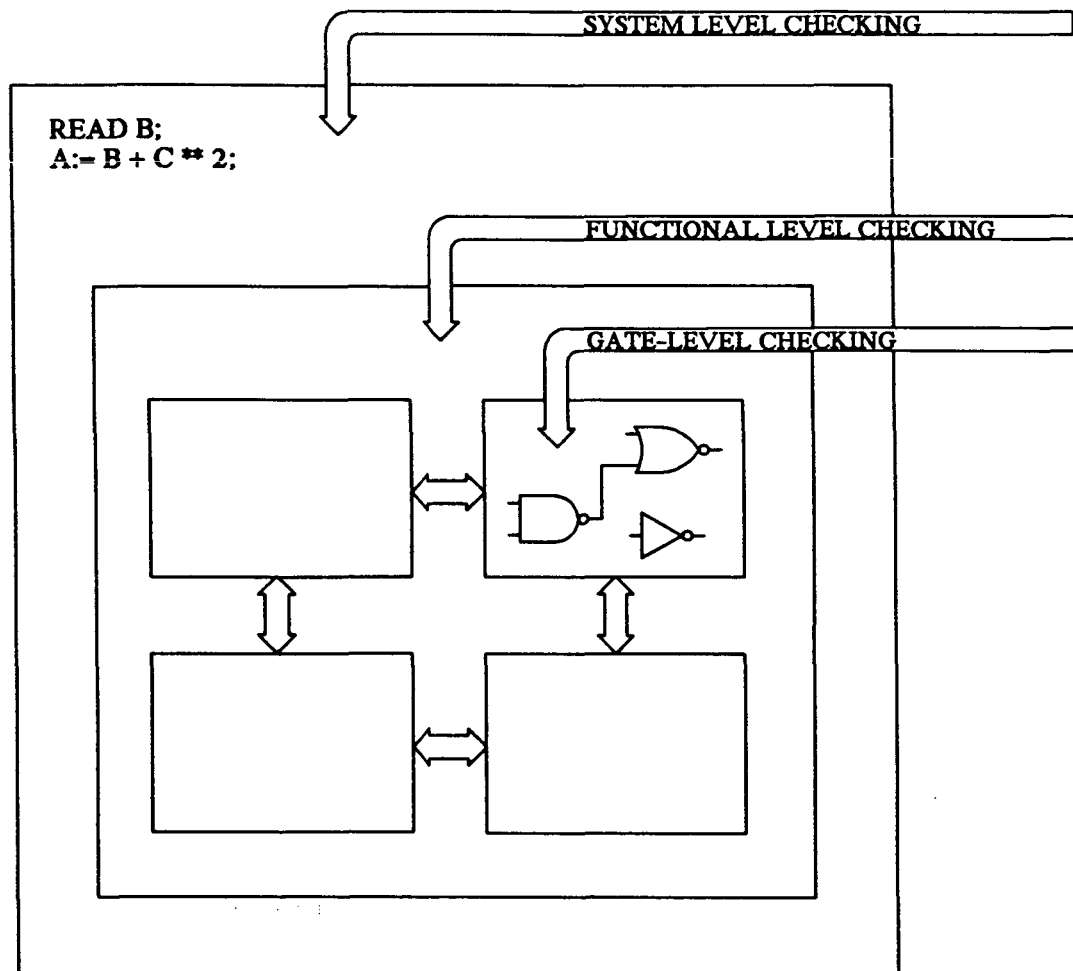 SYSTEM LEVEL CHECKING
READ B;
A:= B + C ** 2;
FUNCTIONAL LEVEL CHECKING
GATE-LEVEL CHECKING